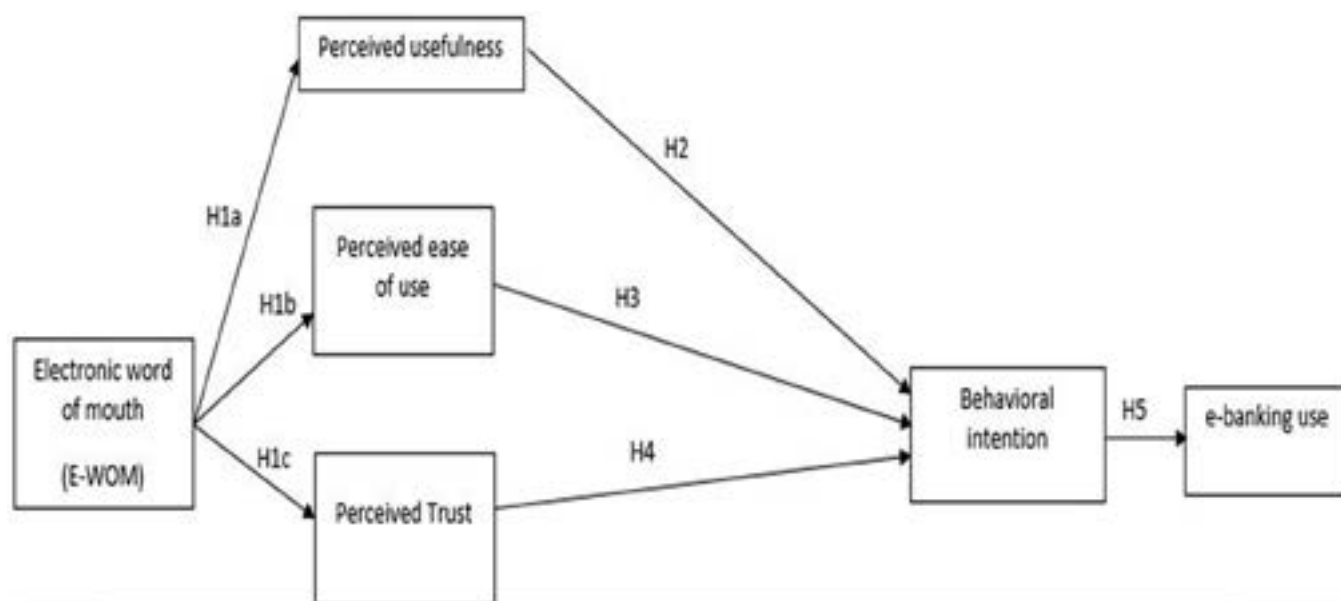 Perceived usefulness
H2
H1a
Perceived ease
of use
H1b
H3
Electronic word
of mouth
(E-WOM)
Behavioral
intention
H5
e-banking use
H1c
H4
Perceived Trust